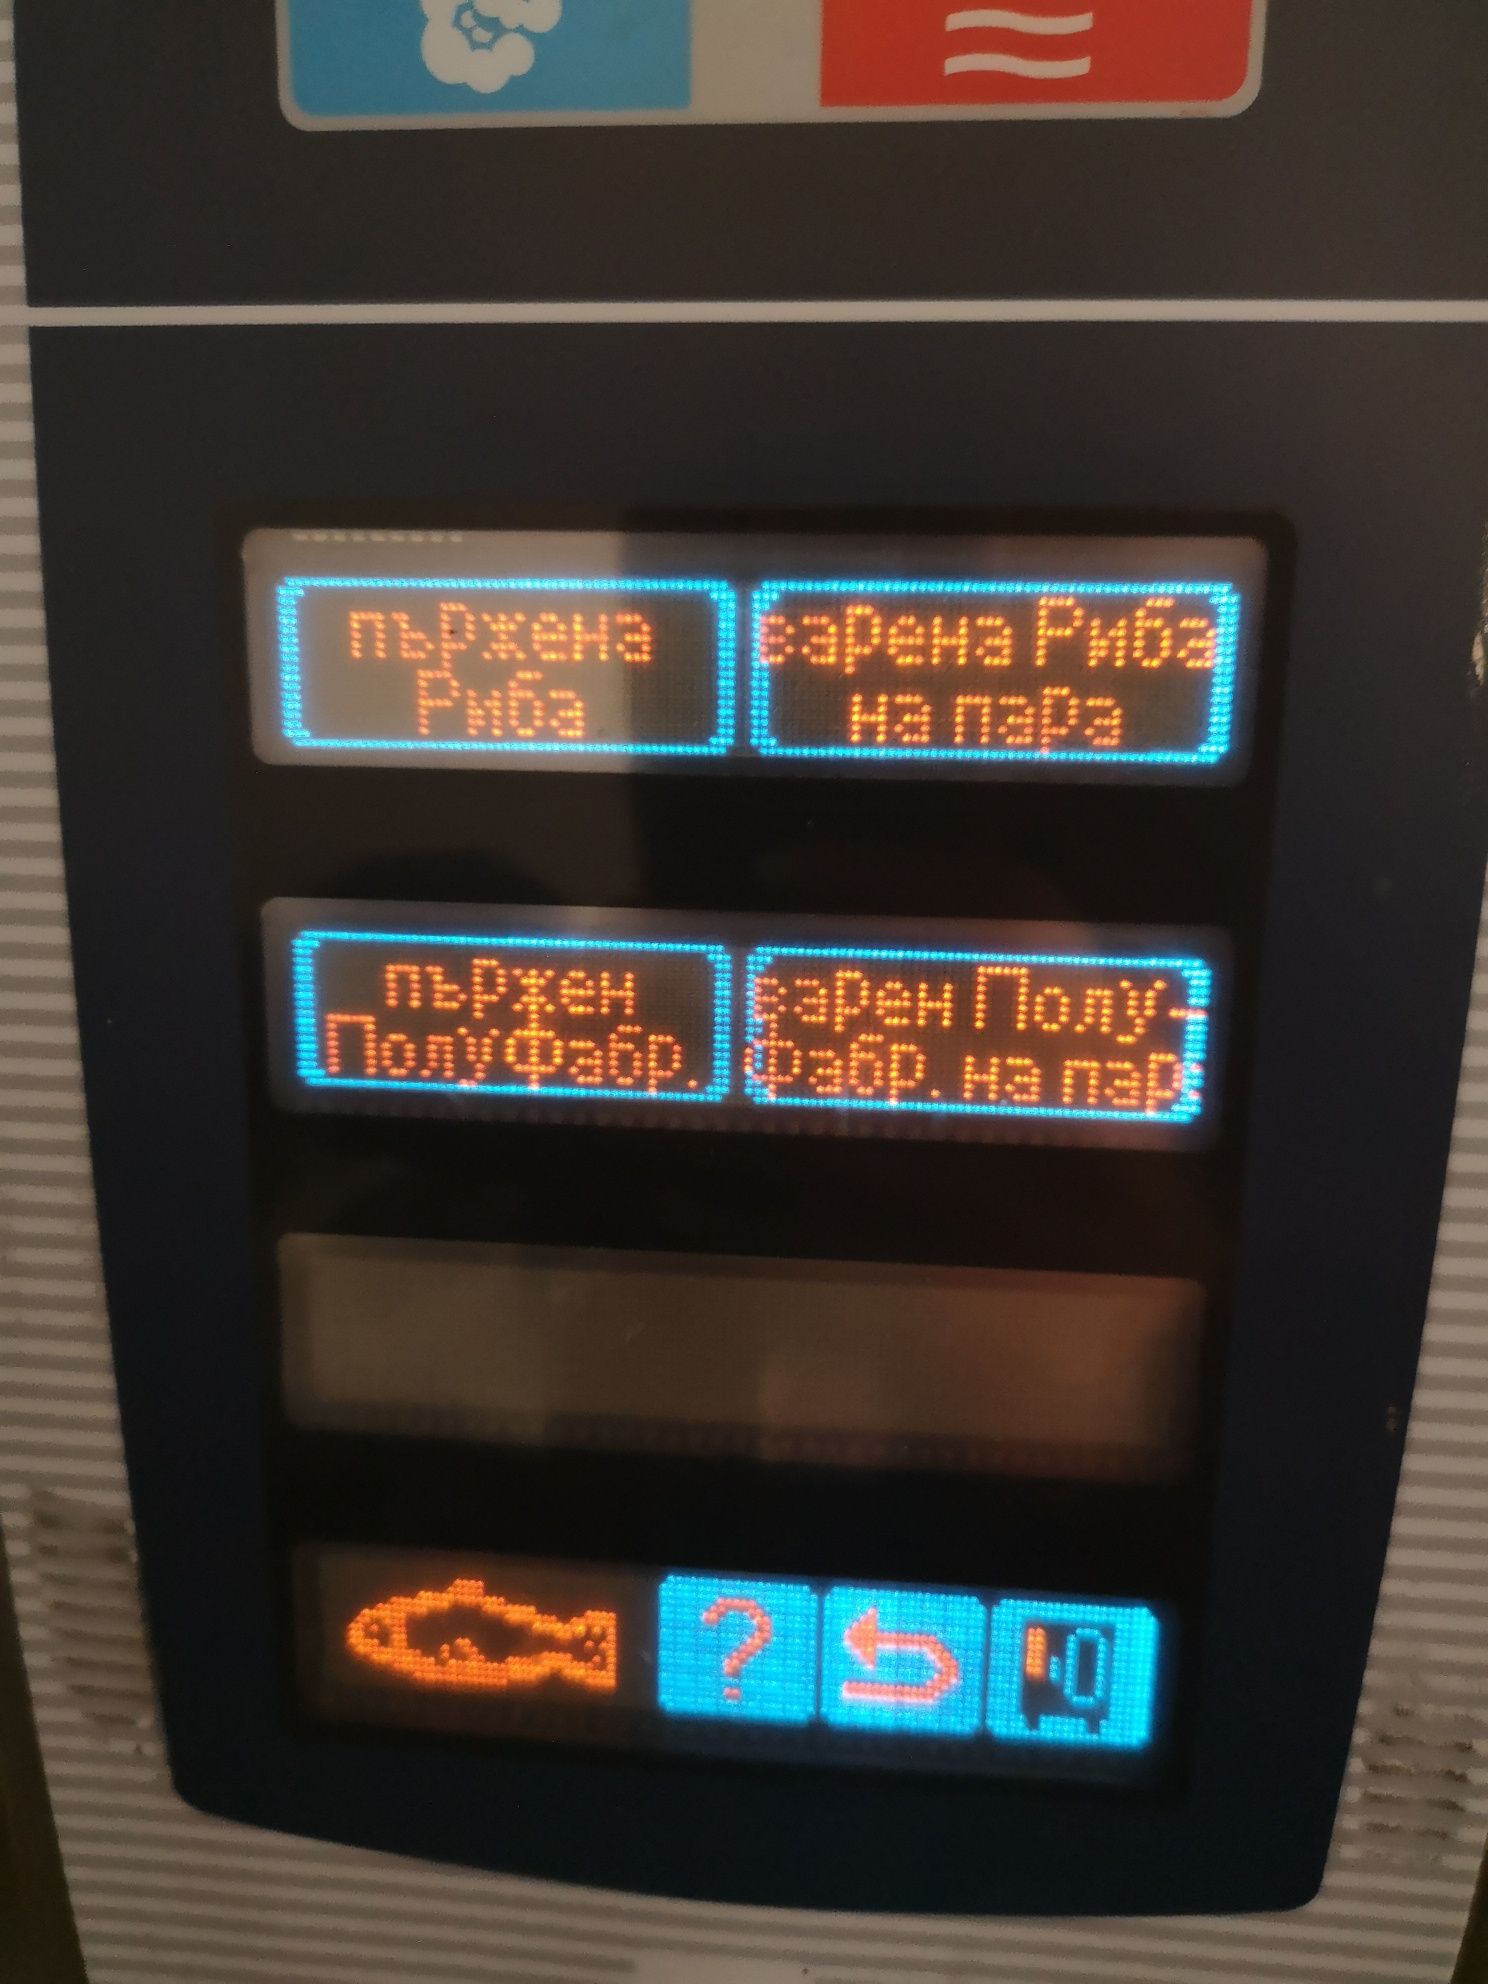 пържена
Риба
варена Риба
на пара
пържен
Полуфабр.
варен Полу-
фабр. на пар
?